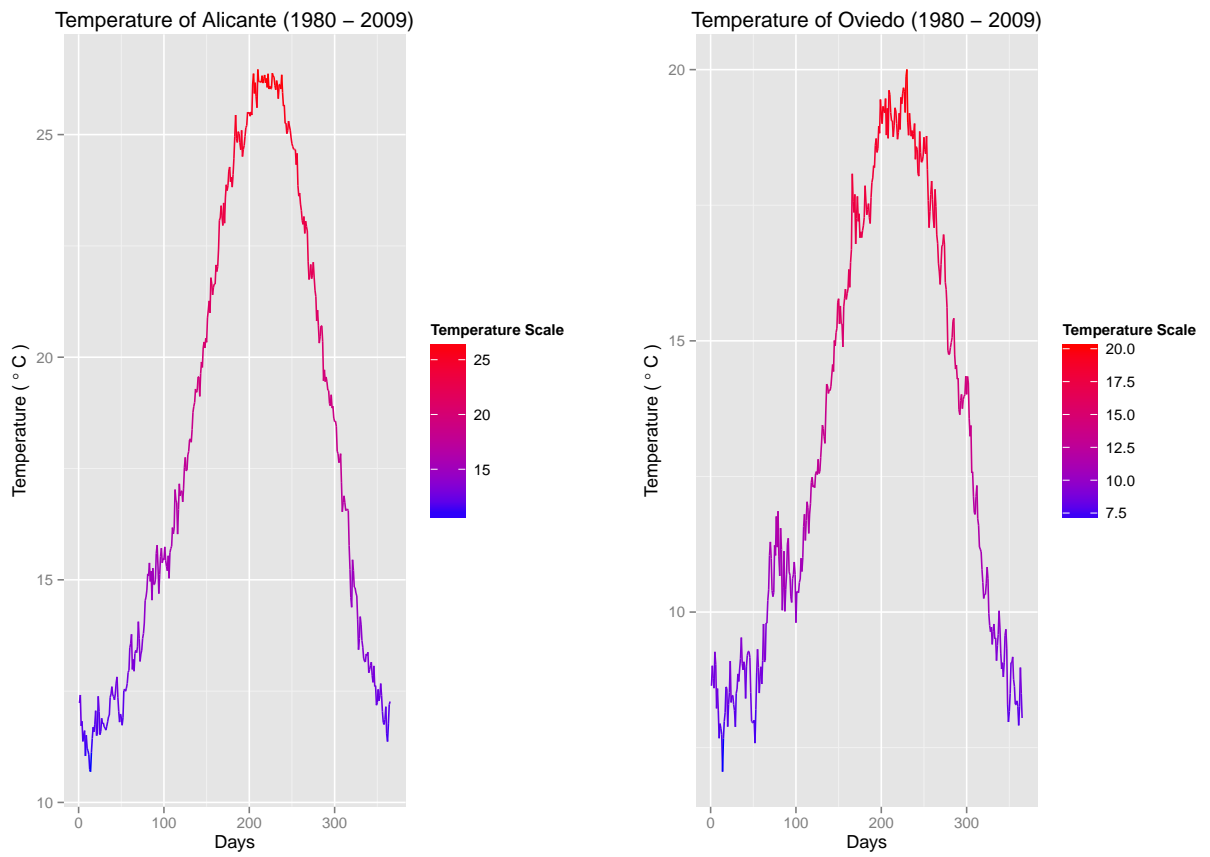 Temperature of Alicante (1980 − 2009)
25
20
15
10
0 100 200 300
Days
Temperature ( ° C )
Temperature Scale
25
20
15
Temperature of Oviedo (1980 − 2009)
20
15
10
0 100 200 300
Days
Temperature ( ° C )
Temperature Scale
20.0
17.5
15.0
12.5
10.0
7.5